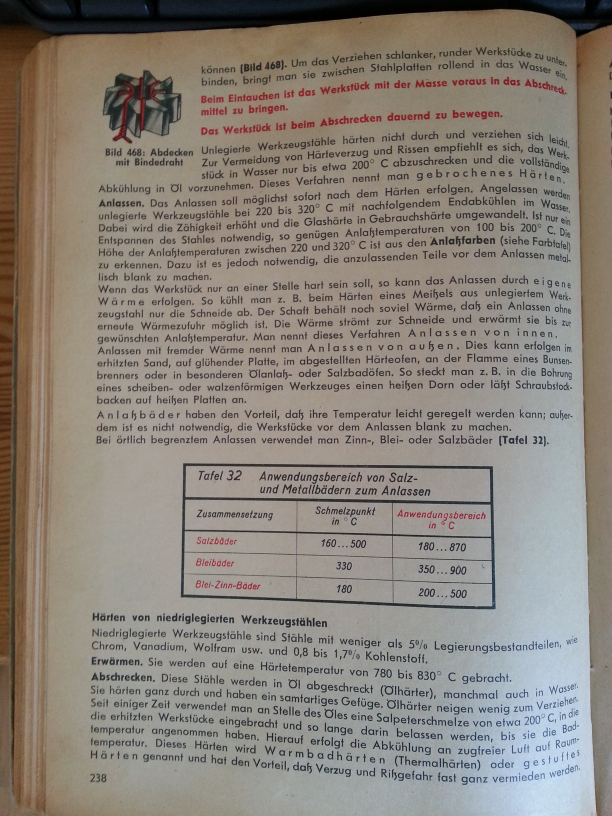 können (Bild 468). Um das Verziehen schlanker, runder Werkstücke zu unter-
binden, bringt man sie zwischen Stahlplatten rollend in das Wasser ein.
Beim Eintauchen ist das Werkstück mit der Masse voraus in das Abschreck-
mittel zu bringen.
Das Werkstück ist beim Abschrecken dauernd zu bewegen.
Bild 468: Abdecken
mit Bindedraht
Unlegierte Werkzeugstähle härten nicht durch und verziehen sich leicht.
Zur Vermeidung von Härteverzug und Rissen empfiehlt es sich, das Werk-
stück in Wasser nur bis etwa 200° C abzuschrecken und die vollständige
Abkühlung in Öl vorzunehmen. Dieses Verfahren nennt man gebrochenes Härten.
Anlassen. Das Anlassen soll möglichst sofort nach dem Härten erfolgen. Angelassen werden
unlegierte Werkzeugstähle bei 220 bis 320° C mit nachfolgendem Endabkühlen im Wasser.
Dabei wird die Zähigkeit erhöht und die Glashärte in Gebrauchshärte umgewandelt. Ist nur ein
Entspannen des Stahles notwendig, so genügen Anlaßtemperaturen von 100 bis 200° C. Die
Höhe der Anlaßtemperaturen zwischen 220 und 320° C ist aus den Anlaßfarben (siehe Farbtafel)
zu erkennen. Dazu ist es jedoch notwendig, die anzulassenden Teile vor dem Anlassen metal-
lisch blank zu machen.
Wenn das Werkstück nur an einer Stelle hart sein soll, so kann das Anlassen durch eigene
Wärme erfolgen. So kühlt man z. B. beim Härten eines Meißels aus unlegiertem Werk-
zeugstahl nur die Schneide ab. Der Schaft behält noch soviel Wärme, daß ein Anlassen ohne
erneute Wärmezufuhr möglich ist. Die Wärme strömt zur Schneide und erwärmt sie bis zur
gewünschten Anlaßtemperatur. Man nennt dieses Verfahren Anlassen von innen.
Anlassen mit fremder Wärme nennt man Anlassen von außen. Dies kann erfolgen im
erhitzten Sand, auf glühender Platte, im abgestellten Härteofen, an der Flamme eines Bunsen-
brenners oder in besonderen Ölanlaß- oder Salzbadöfen. So steckt man z. B. in die Bohrung
eines scheiben- oder walzenförmigen Werkzeuges einen heißen Dorn oder läßt Schraubstock-
backen auf heißen Platten an.
Anlaßbäder haben den Vorteil, daß ihre Temperatur leicht geregelt werden kann; außer-
dem ist es nicht notwendig, die Werkstücke vor dem Anlassen blank zu machen.
Bei örtlich begrenztem Anlassen verwendet man Zinn-, Blei- oder Salzbäder (Tafel 32).
Tafel 32 Anwendungsbereich von Salz-
und Metallbädern zum Anlassen
Zusammensetzung Schmelzpunkt in ° C Anwendungsbereich in ° C
Salzbäder 160...500 180...870
Bleibäder 330 350...900
Blei-Zinn-Bäder 180 200...500
Härten von niedriglegierten Werkzeugstählen
Niedriglegierte Werkzeugstähle sind Stähle mit weniger als 5% Legierungsbestandteilen, wie
Chrom, Vanadium, Wolfram usw. und 0,8 bis 1,7% Kohlenstoff.
Erwärmen. Sie werden auf eine Härtetemperatur von 780 bis 830° C gebracht.
Abschrecken. Diese Stähle werden in Öl abgeschreckt (Ölhärter), manchmal auch in Wasser.
Sie härten ganz durch und haben ein samtartiges Gefüge. Ölhärter neigen wenig zum Verziehen.
Seit einiger Zeit verwendet man an Stelle des Öles eine Salpeterschmelze von etwa 200° C, in die
die erhitzten Werkstücke eingebracht und so lange darin belassen werden, bis sie die Bad-
temperatur angenommen haben. Hierauf erfolgt die Abkühlung an zugfreier Luft auf Raum-
temperatur. Dieses Härten wird Warmbadhärten (Thermalhärten) oder gestuftes
Härten genannt und hat den Vorteil, daß Verzug und Rißgefahr fast ganz vermieden werden.
238